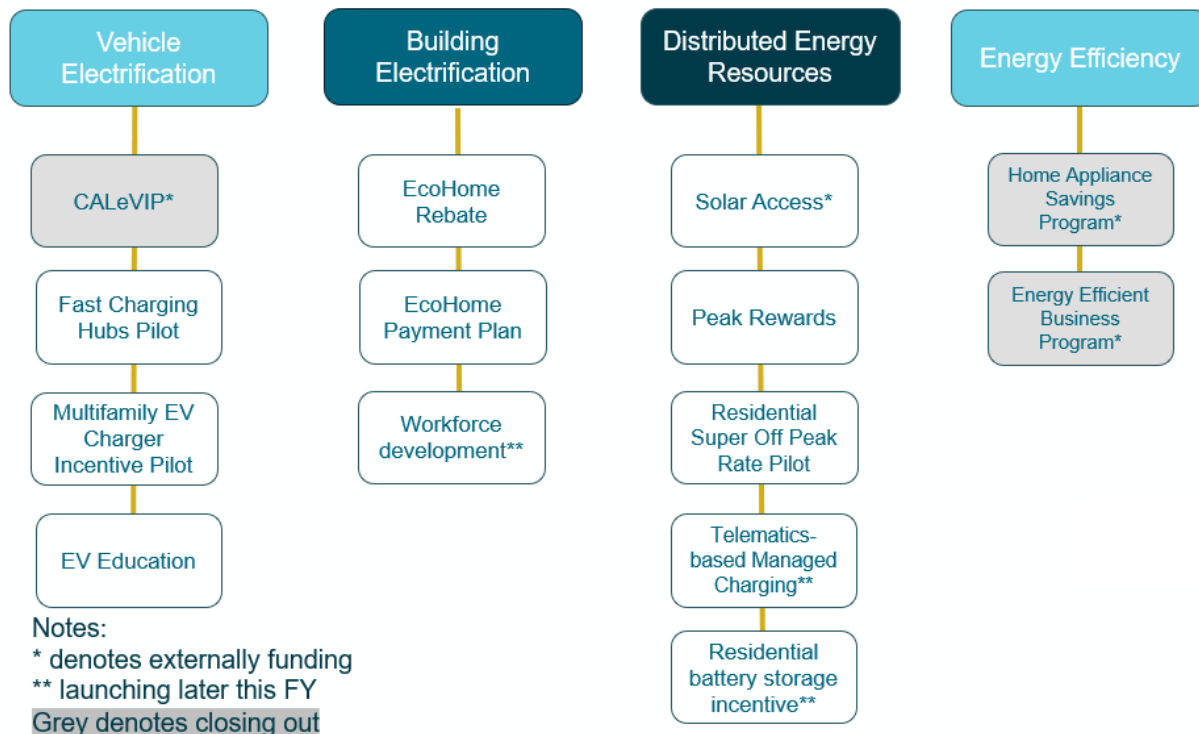 Vehicle
Electrification
CALeVIP*
Fast Charging
Hubs Pilot
Multifamily EV
Charger
Incentive Pilot
EV Education
Building
Electrification
EcoHome
Rebate
EcoHome
Payment Plan
Workforce
development**
Distributed Energy
Resources
Solar Access*
Peak Rewards
Residential
Super Off Peak
Rate Pilot
Telematics-
based Managed
Charging**
Residential
battery storage
incentive**
Energy Efficiency
Home Appliance
Savings
Program*
Energy Efficient
Business
Program*
Notes:
* denotes externally funding
** launching later this FY
Grey denotes closing out